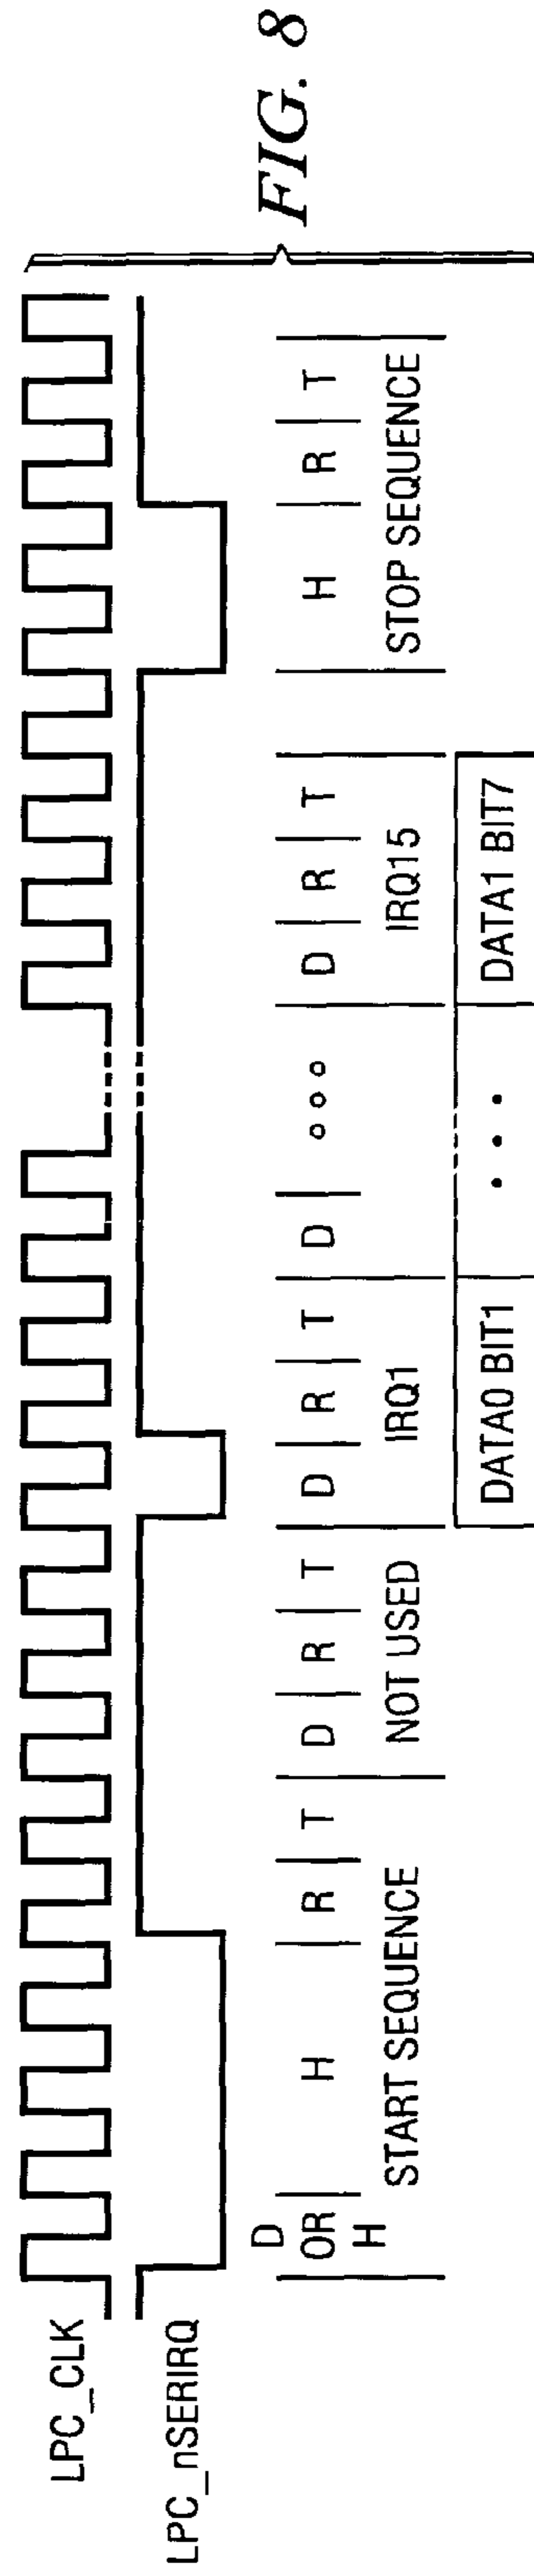 FIG. 8
LPC_CLK
LPC_nSERIRQ
D OR H | H | R | T | D | R | T | D | R | T | D | ooo | D | R | T | H | R | T
START SEQUENCE NOT USED IRQ1 IRQ15 STOP SEQUENCE
DATA0 BIT1 • • • DATA1 BIT7